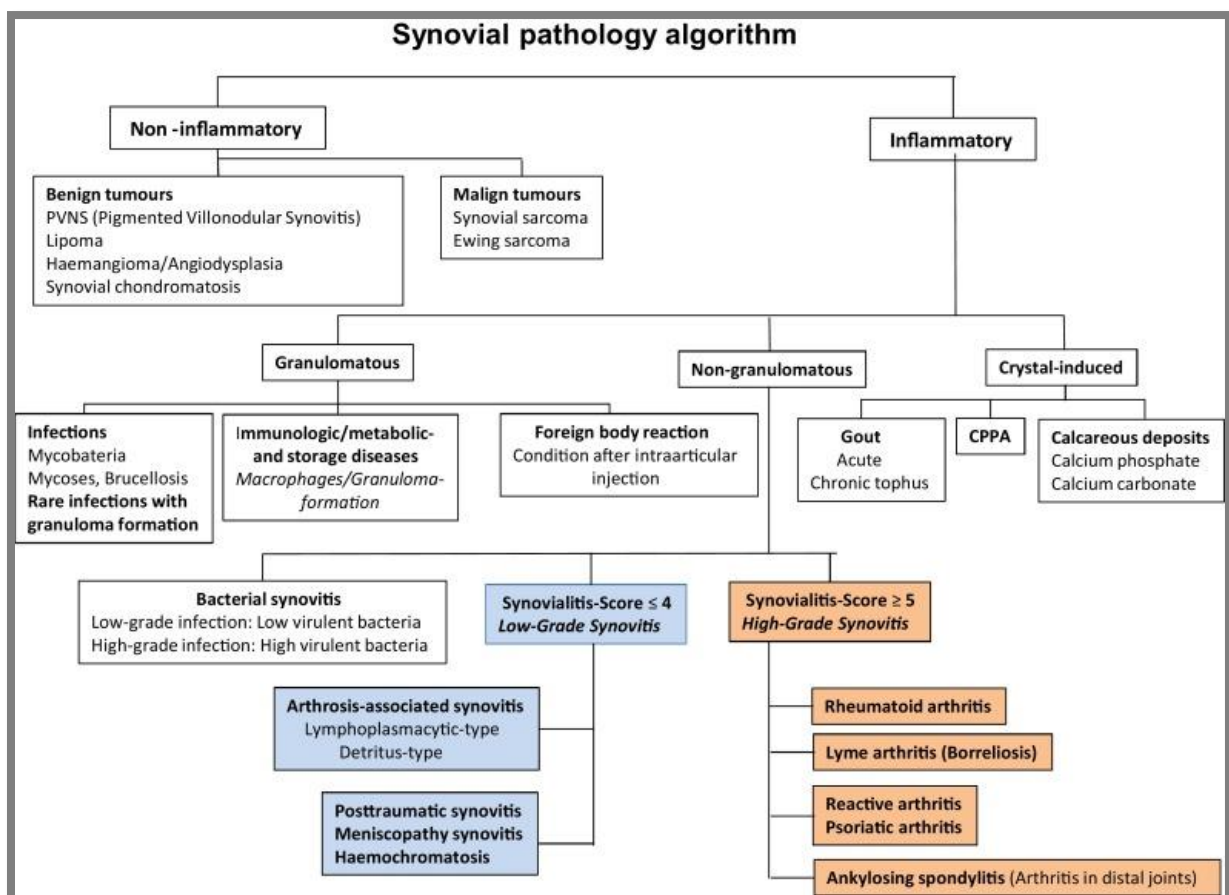 Synovial pathology algorithm
Non -inflammatory
Inflammatory
Benign tumours
PVNS (Pigmented Villonodular Synovitis)
Lipoma
Haemangioma/Angiodysplasia
Synovial chondromatosis
Malign tumours
Synovial sarcoma
Ewing sarcoma
Granulomatous
Non-granulomatous
Crystal-induced
Infections
Mycobateria
Mycoses, Brucellosis
Rare infections with
granuloma formation
Immunologic/metabolic-
and storage diseases
Macrophages/Granuloma-
formation
Foreign body reaction
Condition after intraarticular
injection
Gout
Acute
Chronic tophus
CPPA
Calcareous deposits
Calcium phosphate
Calcium carbonate
Bacterial synovitis
Low-grade infection: Low virulent bacteria
High-grade infection: High virulent bacteria
Synovialitis-Score ≤ 4
Low-Grade Synovitis
Synovialitis-Score ≥ 5
High-Grade Synovitis
Arthrosis-associated synovitis
Lymphoplasmacytic-type
Detritus-type
Posttraumatic synovitis
Meniscopathy synovitis
Haemochromatosis
Rheumatoid arthritis
Lyme arthritis (Borreliosis)
Reactive arthritis
Psoriatic arthritis
Ankylosing spondylitis (Arthritis in distal joints)